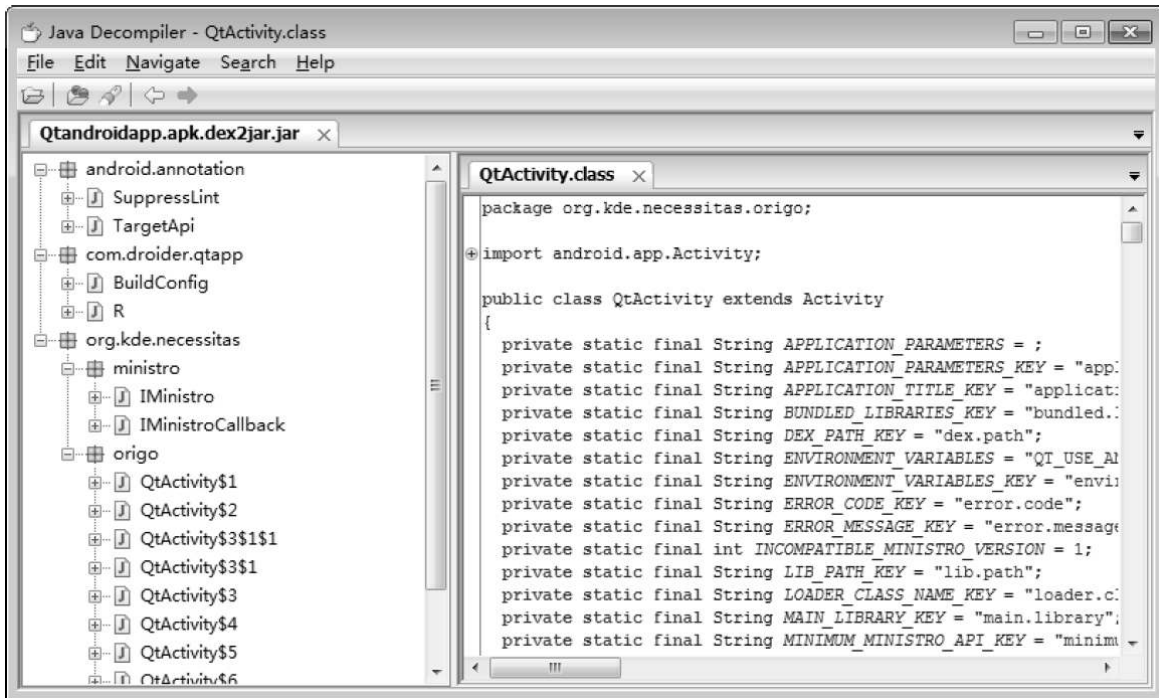 Java Decompiler - QtActivity.class
File Edit Navigate Search Help
Qtandroidapp.apk.dex2jar.jar
android.annotation
SuppressLint
TargetApi
com.droider.qtapp
BuildConfig
R
org.kde.necessitas
ministro
IMinistro
IMinistroCallback
origo
QtActivity$1
QtActivity$2
QtActivity$3$1$1
QtActivity$3$1
QtActivity$3
QtActivity$4
QtActivity$5
QtActivity$6
QtActivity.class
package org.kde.necessitas.origo;
import android.app.Activity;
public class QtActivity extends Activity
{
private static final String APPLICATION_PARAMETERS = ;
private static final String APPLICATION_PARAMETERS_KEY = "appl
private static final String APPLICATION_TITLE_KEY = "applicat
private static final String BUNDLED_LIBRARIES_KEY = "bundled.
private static final String DEX_PATH_KEY = "dex.path";
private static final String ENVIRONMENT_VARIABLES = "QT_USE_A
private static final String ENVIRONMENT_VARIABLES_KEY = "envi
private static final String ERROR_CODE_KEY = "error.code";
private static final String ERROR_MESSAGE_KEY = "error.message
private static final int INCOMPATIBLE_MINISTRO_VERSION = 1;
private static final String LIB_PATH_KEY = "lib.path";
private static final String LOADER_CLASS_NAME_KEY = "loader.c
private static final String MAIN_LIBRARY_KEY = "main.library";
private static final String MINIMUM_MINISTRO_API_KEY = "minim